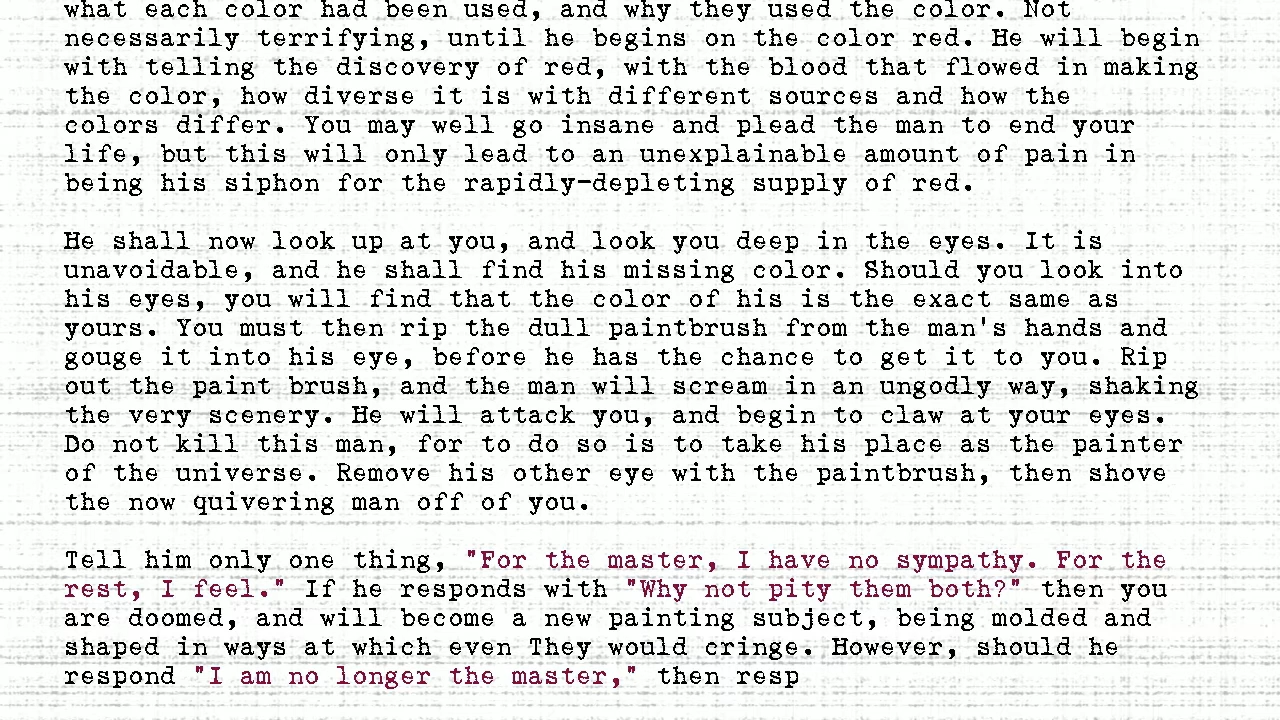 what each color had been used, and why they used the color. Not
necessarily terrifying, until he begins on the color red. He will begin
with telling the discovery of red, with the blood that flowed in making
the color, how diverse it is with different sources and how the
colors differ. You may well go insane and plead the man to end your
life, but this will only lead to an unexplainable amount of pain in
being his siphon for the rapidly-depleting supply of red.
He shall now look up at you, and look you deep in the eyes. It is
unavoidable, and he shall find his missing color. Should you look into
his eyes, you will find that the color of his is the exact same as
yours. You must then rip the dull paintbrush from the man's hands and
gouge it into his eye, before he has the chance to get it to you. Rip
out the paint brush, and the man will scream in an ungodly way, shaking
the very scenery. He will attack you, and begin to claw at your eyes.
Do not kill this man, for to do so is to take his place as the painter
of the universe. Remove his other eye with the paintbrush, then shove
the now quivering man off of you.
Tell him only one thing, "For the master, I have no sympathy. For the
rest, I feel." If he responds with "Why not pity them both?" then you
are doomed, and will become a new painting subject, being molded and
shaped in ways at which even They would cringe. However, should he
respond "I am no longer the master," then resp